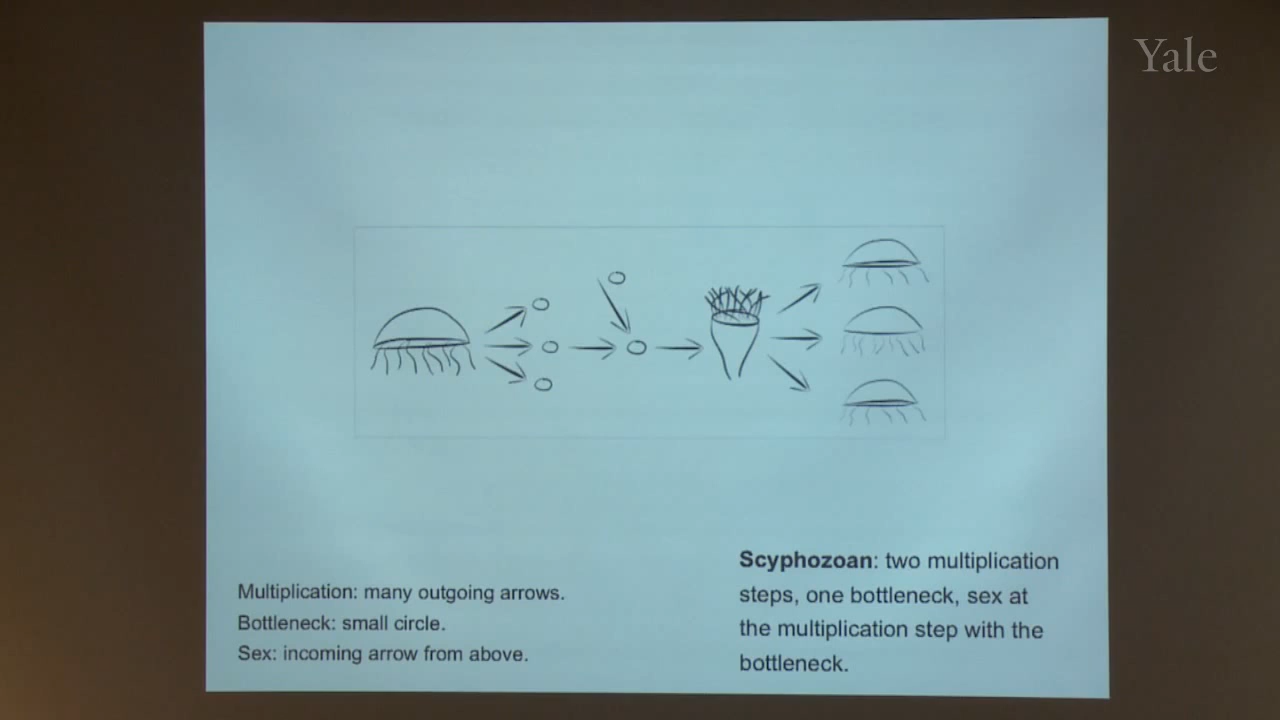 Yale
Multiplication: many outgoing arrows.
Bottleneck: small circle.
Sex: incoming arrow from above.
Scyphozoan: two multiplication
steps, one bottleneck, sex at
the multiplication step with the
bottleneck.